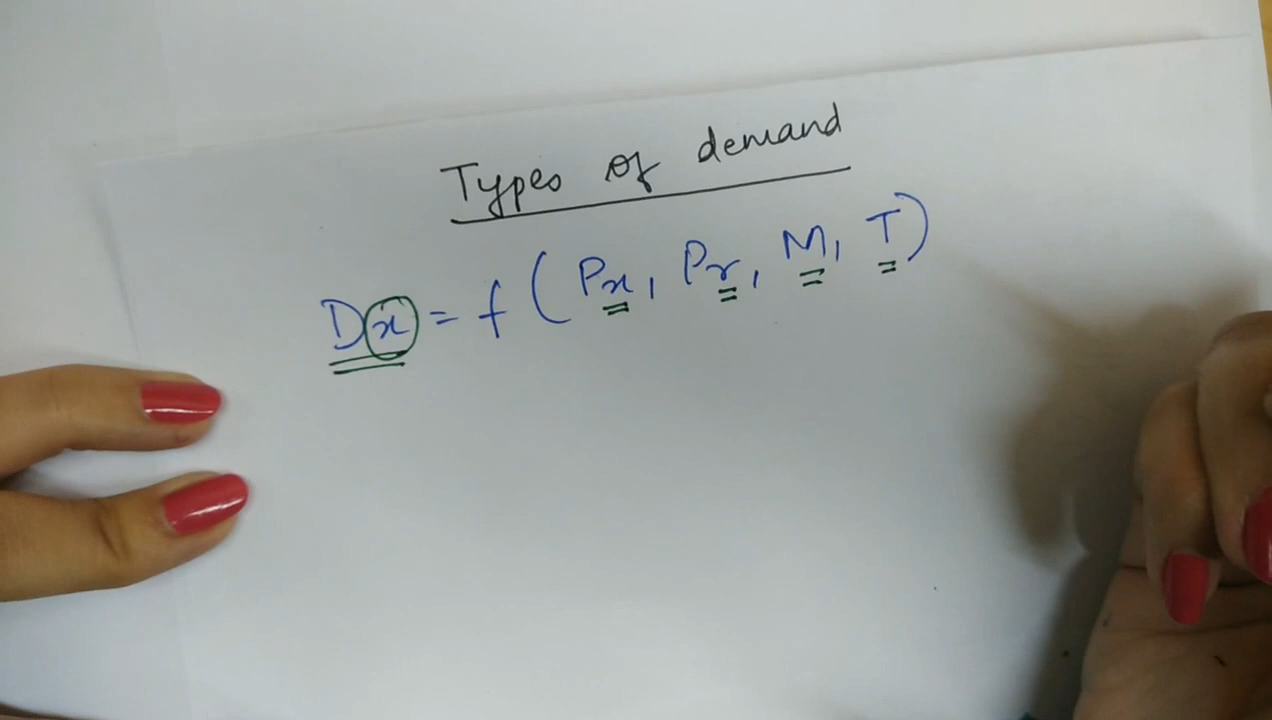 Types of demand
Dx = f (Px, Pr, M, T)